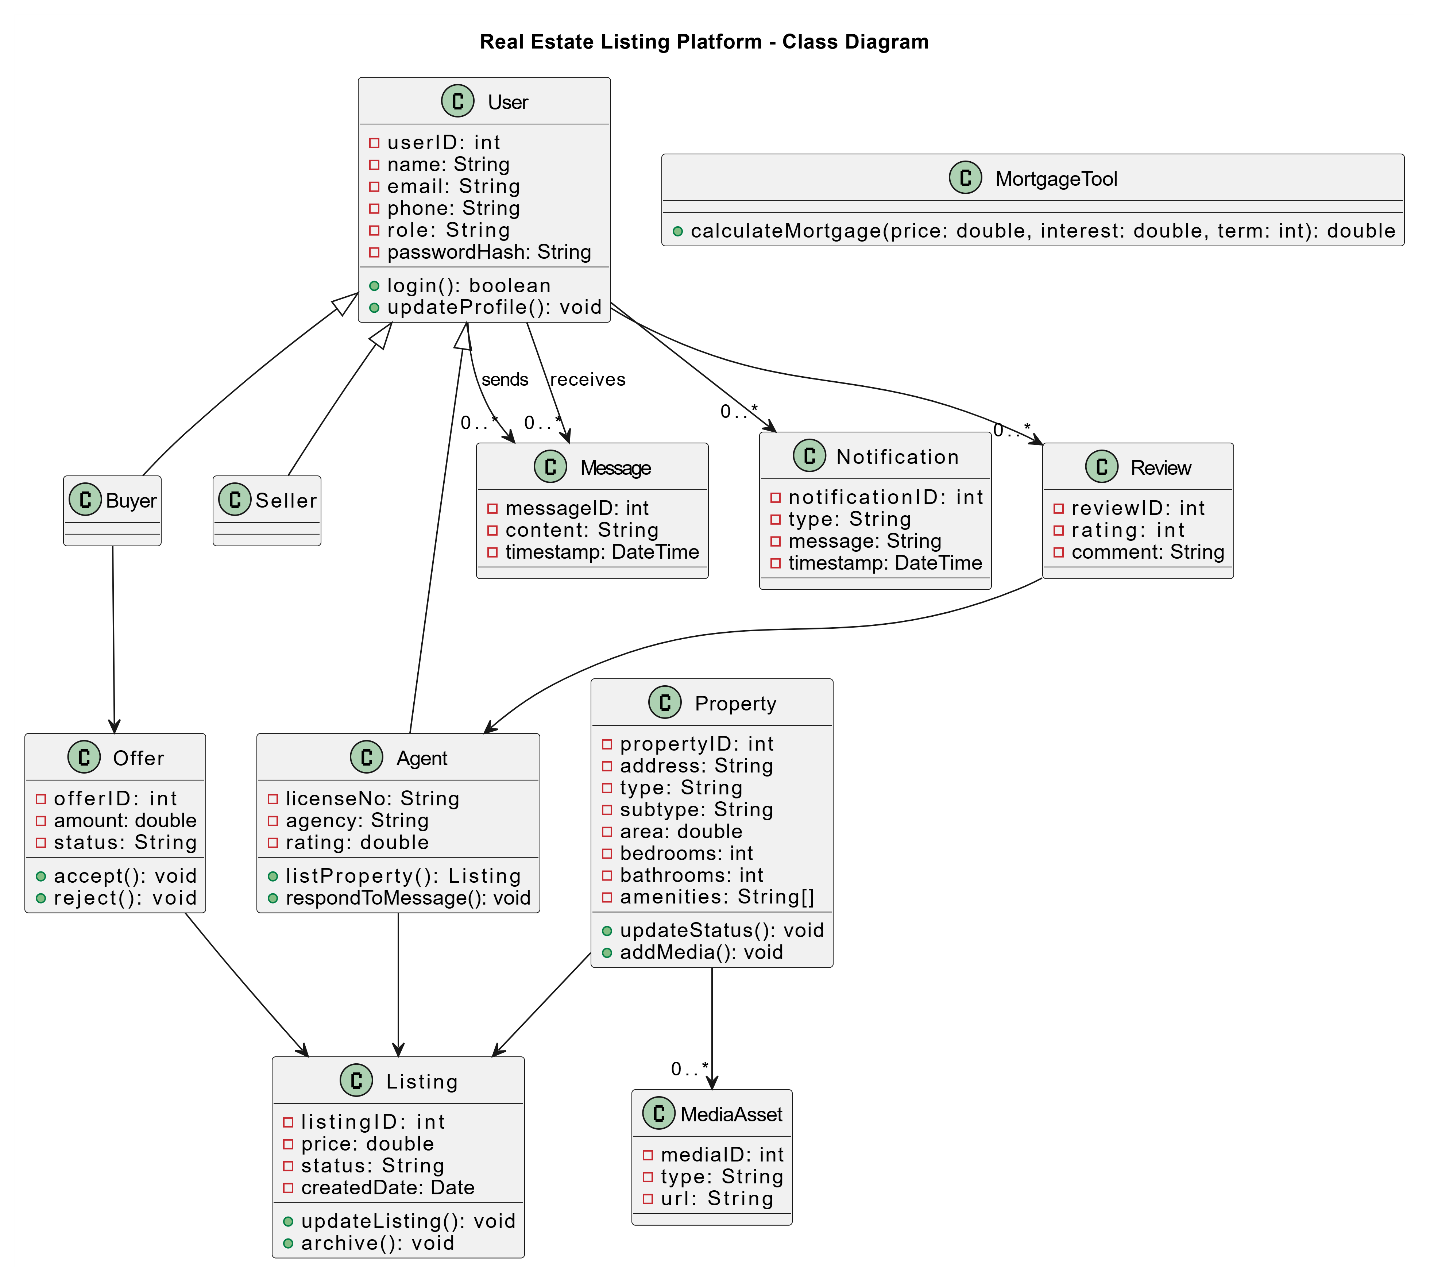 Real Estate Listing Platform - Class Diagram
C User
userID: int
name: String
email: String
phone: String
role: String
passwordHash: String
login(): boolean
updateProfile(): void
C MortgageTool
calculateMortgage(price: double, interest: double, term: int): double
sends
receives
0..*
0..*
0..*
0..*
C Buyer
C Seller
C Message
messageID: int
content: String
timestamp: DateTime
C Notification
notificationID: int
type: String
message: String
timestamp: DateTime
C Review
reviewID: int
rating: int
comment: String
C Offer
offerID: int
amount: double
status: String
accept(): void
reject(): void
C Agent
licenseNo: String
agency: String
rating: double
listProperty(): Listing
respondToMessage(): void
C Property
propertyID: int
address: String
type: String
subtype: String
area: double
bedrooms: int
bathrooms: int
amenities: String[]
updateStatus(): void
addMedia(): void
0..*
C Listing
listingID: int
price: double
status: String
createdDate: Date
updateListing(): void
archive(): void
C MediaAsset
mediaID: int
type: String
url: String